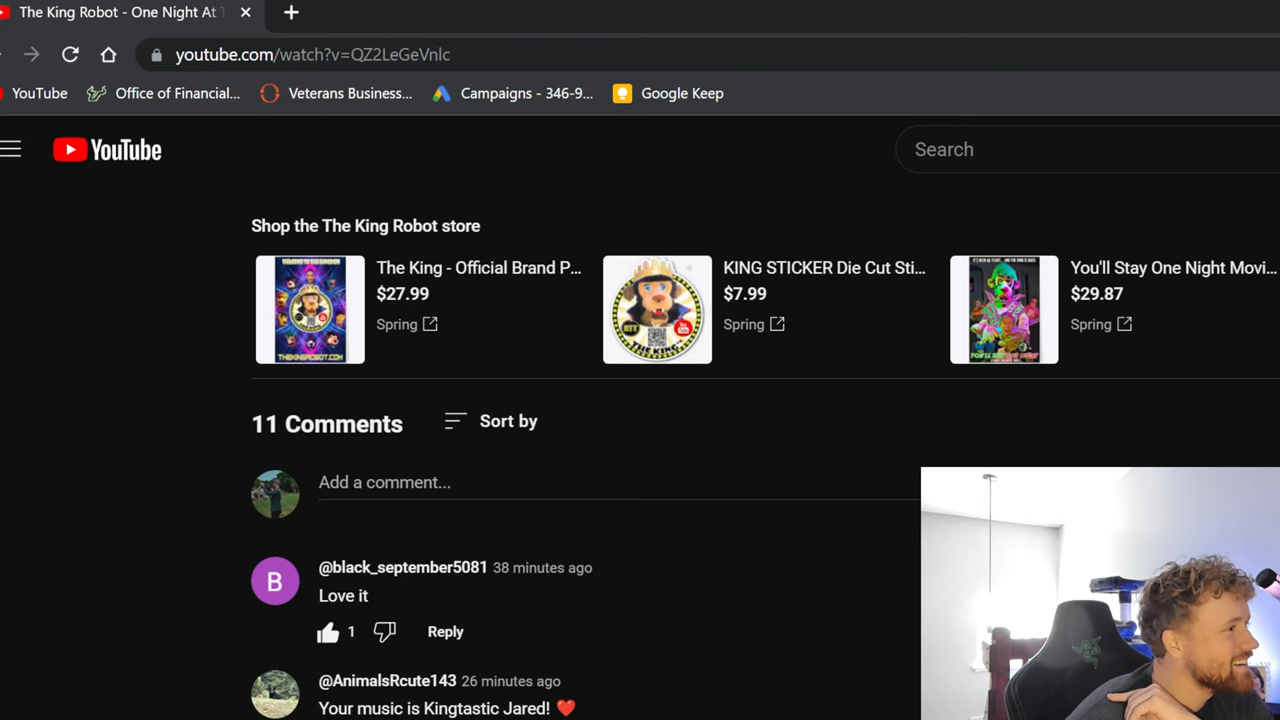 The King Robot - One Night At T
youtube.com/watch?v=QZ2LeGeVnlc
YouTube
Office of Financial...
Veterans Business...
Campaigns - 346-9...
Google Keep
YouTube
Search
Shop the The King Robot store
The King - Official Brand P...
$27.99
Spring
KING STICKER Die Cut Sti...
$7.99
Spring
You'll Stay One Night Movi...
$29.87
Spring
THEKINGROBOT.COM
THE KING
11 Comments
Sort by
Add a comment...
B
@black_september5081 38 minutes ago
Love it
1
Reply
@AnimalsRcute143 26 minutes ago
Your music is Kingtastic Jared! ❤️